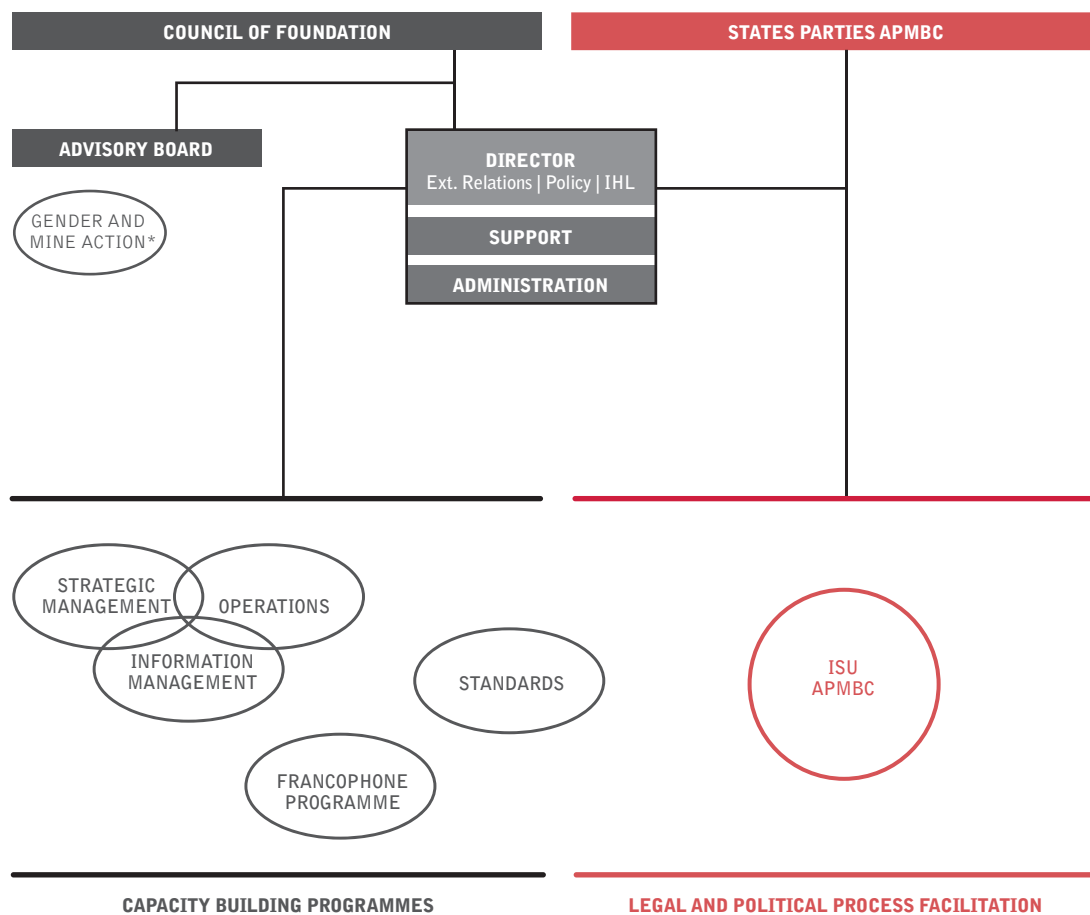 COUNCIL OF FOUNDATION
STATES PARTIES APMBC
ADVISORY BOARD
DIRECTOR
Ext. Relations | Policy | IHL
SUPPORT
ADMINISTRATION
GENDER AND
MINE ACTION*
STRATEGIC
MANAGEMENT
OPERATIONS
INFORMATION
MANAGEMENT
STANDARDS
FRANCOPHONE
PROGRAMME
ISU
APMBC
CAPACITY BUILDING PROGRAMMES
LEGAL AND POLITICAL PROCESS FACILITATION